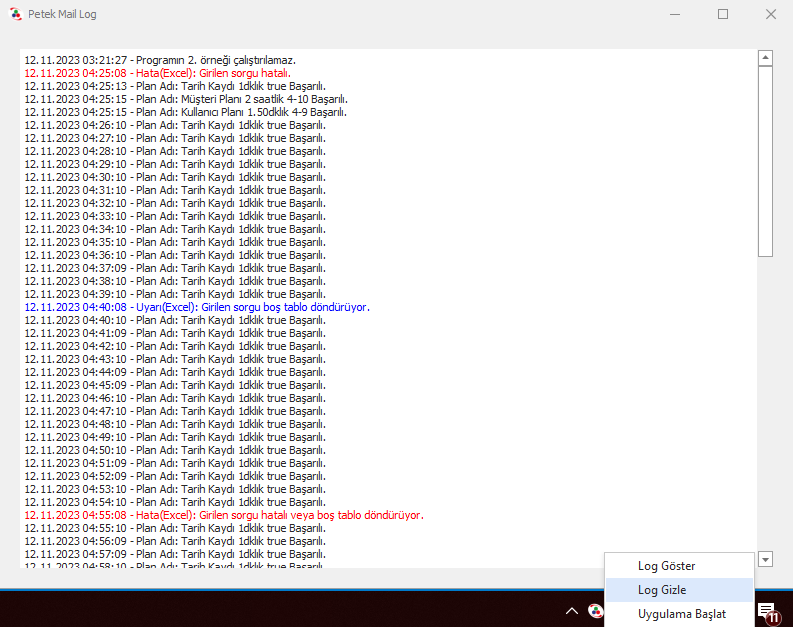 Petek Mail Log
12.11.2023 03:21:27 - Programın 2. örneği çalıştırılamaz.
12.11.2023 04:25:08 - Hata(Excel): Girilen sorgu hatalı.
12.11.2023 04:25:13 - Plan Adı: Tarih Kaydı 1dklık true Başarılı.
12.11.2023 04:25:15 - Plan Adı: Müşteri Planı 2 saatlik 4-10 Başarılı.
12.11.2023 04:25:15 - Plan Adı: Kullanıcı Planı 1.50dklık 4-9 Başarılı.
12.11.2023 04:26:10 - Plan Adı: Tarih Kaydı 1dklık true Başarılı.
12.11.2023 04:27:10 - Plan Adı: Tarih Kaydı 1dklık true Başarılı.
12.11.2023 04:28:10 - Plan Adı: Tarih Kaydı 1dklık true Başarılı.
12.11.2023 04:29:10 - Plan Adı: Tarih Kaydı 1dklık true Başarılı.
12.11.2023 04:30:10 - Plan Adı: Tarih Kaydı 1dklık true Başarılı.
12.11.2023 04:31:10 - Plan Adı: Tarih Kaydı 1dklık true Başarılı.
12.11.2023 04:32:10 - Plan Adı: Tarih Kaydı 1dklık true Başarılı.
12.11.2023 04:33:10 - Plan Adı: Tarih Kaydı 1dklık true Başarılı.
12.11.2023 04:34:10 - Plan Adı: Tarih Kaydı 1dklık true Başarılı.
12.11.2023 04:35:10 - Plan Adı: Tarih Kaydı 1dklık true Başarılı.
12.11.2023 04:36:10 - Plan Adı: Tarih Kaydı 1dklık true Başarılı.
12.11.2023 04:37:09 - Plan Adı: Tarih Kaydı 1dklık true Başarılı.
12.11.2023 04:38:10 - Plan Adı: Tarih Kaydı 1dklık true Başarılı.
12.11.2023 04:39:10 - Plan Adı: Tarih Kaydı 1dklık true Başarılı.
12.11.2023 04:40:08 - Uyarı(Excel): Girilen sorgu boş tablo döndürüyor.
12.11.2023 04:40:10 - Plan Adı: Tarih Kaydı 1dklık true Başarılı.
12.11.2023 04:41:09 - Plan Adı: Tarih Kaydı 1dklık true Başarılı.
12.11.2023 04:42:10 - Plan Adı: Tarih Kaydı 1dklık true Başarılı.
12.11.2023 04:43:10 - Plan Adı: Tarih Kaydı 1dklık true Başarılı.
12.11.2023 04:44:09 - Plan Adı: Tarih Kaydı 1dklık true Başarılı.
12.11.2023 04:45:09 - Plan Adı: Tarih Kaydı 1dklık true Başarılı.
12.11.2023 04:46:10 - Plan Adı: Tarih Kaydı 1dklık true Başarılı.
12.11.2023 04:47:10 - Plan Adı: Tarih Kaydı 1dklık true Başarılı.
12.11.2023 04:48:10 - Plan Adı: Tarih Kaydı 1dklık true Başarılı.
12.11.2023 04:49:10 - Plan Adı: Tarih Kaydı 1dklık true Başarılı.
12.11.2023 04:50:10 - Plan Adı: Tarih Kaydı 1dklık true Başarılı.
12.11.2023 04:51:09 - Plan Adı: Tarih Kaydı 1dklık true Başarılı.
12.11.2023 04:52:09 - Plan Adı: Tarih Kaydı 1dklık true Başarılı.
12.11.2023 04:53:10 - Plan Adı: Tarih Kaydı 1dklık true Başarılı.
12.11.2023 04:54:10 - Plan Adı: Tarih Kaydı 1dklık true Başarılı.
12.11.2023 04:55:08 - Hata(Excel): Girilen sorgu hatalı veya boş tablo döndürüyor.
12.11.2023 04:55:10 - Plan Adı: Tarih Kaydı 1dklık true Başarılı.
12.11.2023 04:56:09 - Plan Adı: Tarih Kaydı 1dklık true Başarılı.
12.11.2023 04:57:09 - Plan Adı: Tarih Kaydı 1dklık true Başarılı.
12.11.2023 04:58:10 - Plan Adı: Tarih Kaydı 1dklık true Başarılı.
Log Göster
Log Gizle
Uygulama Başlat
11